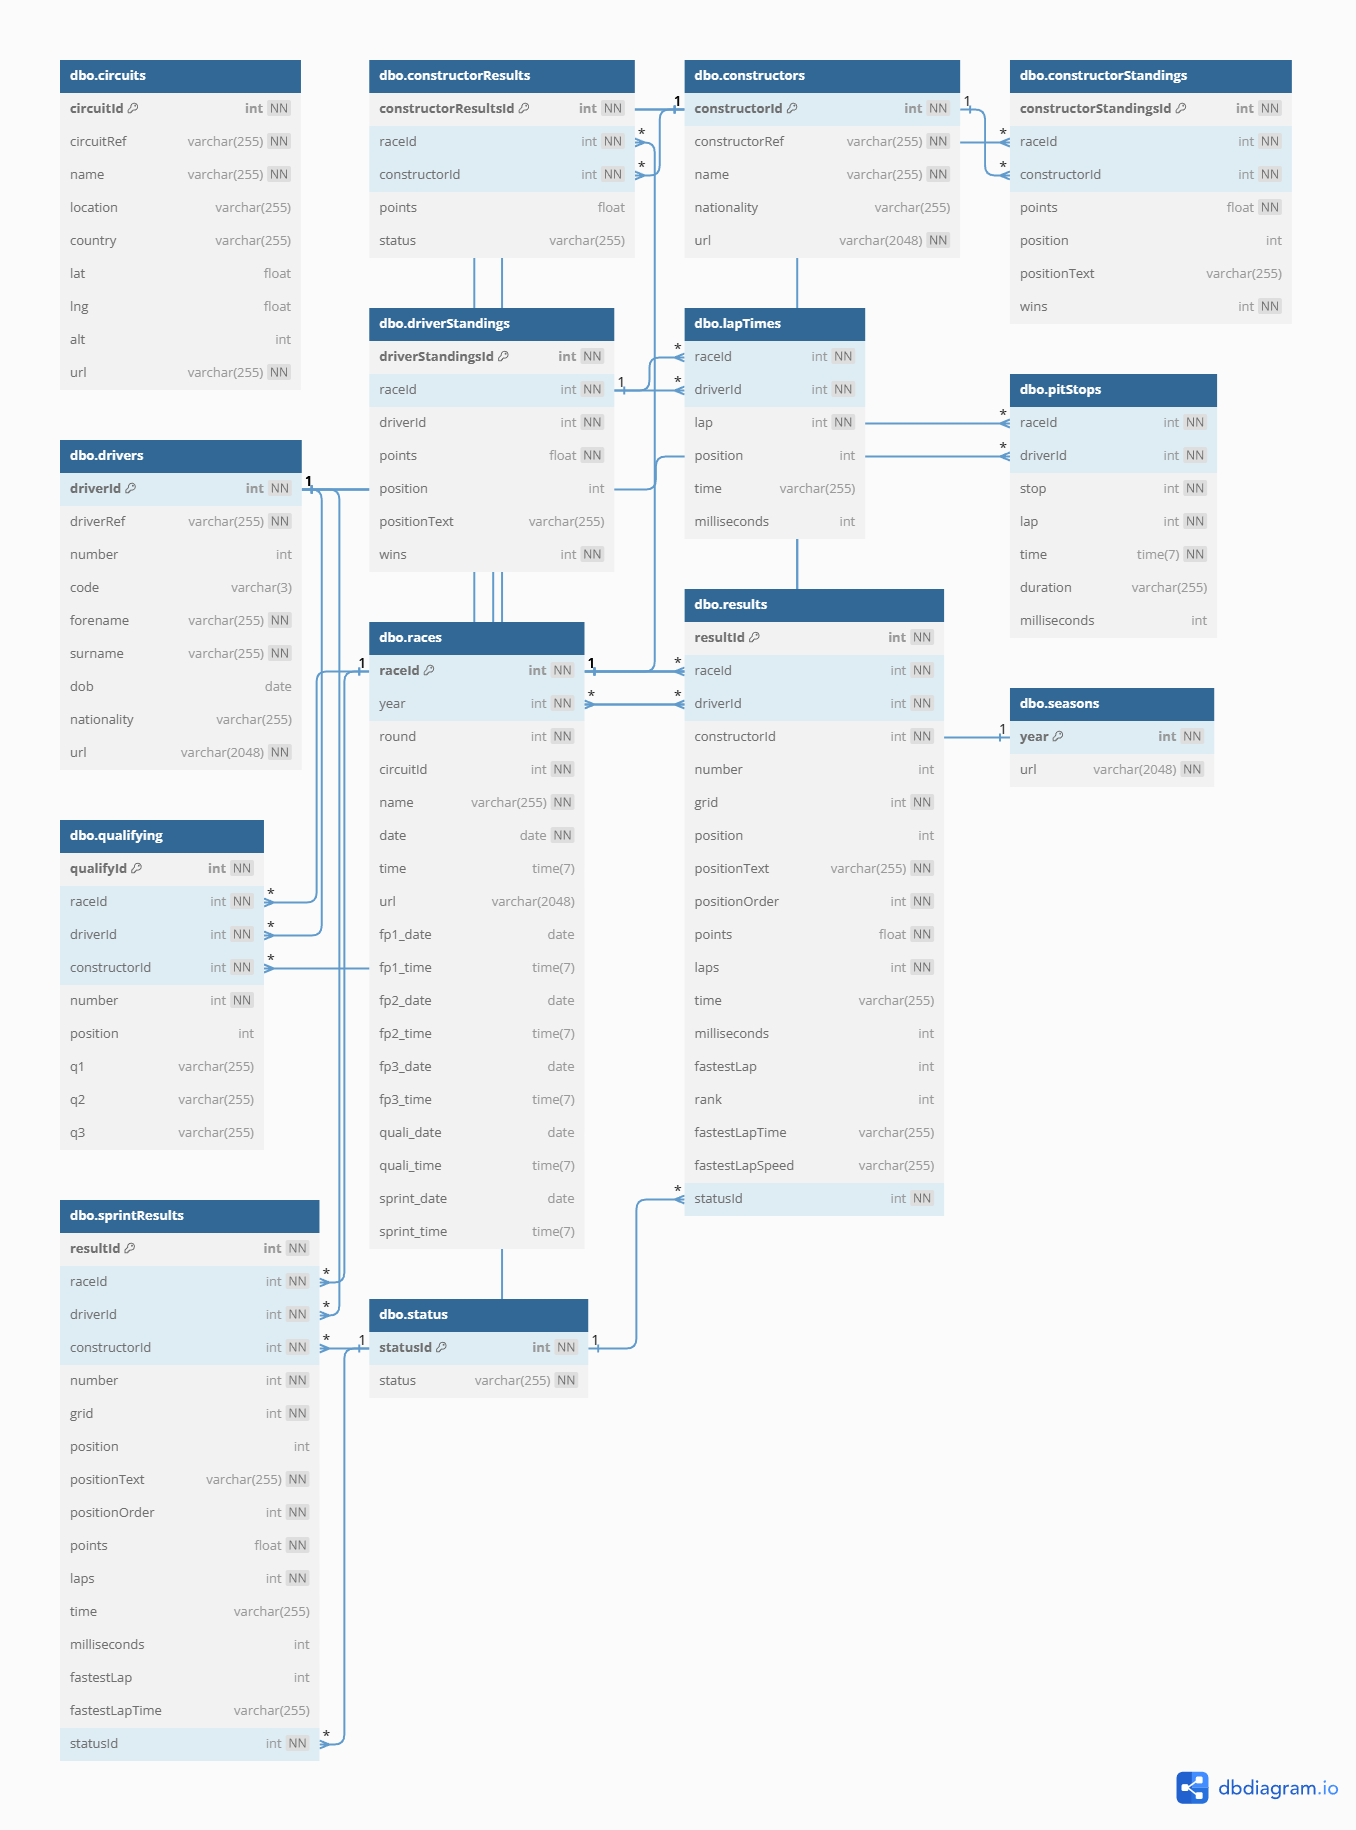 dbo.circuits
circuitId int NN
circuitRef varchar(255) NN
name varchar(255) NN
location varchar(255)
country varchar(255)
lat float
lng float
alt int
url varchar(255) NN
dbo.constructorResults
constructorResultsId int NN
raceId int NN *
constructorId int NN *
points float
status varchar(255)
dbo.constructors
1 constructorId int NN 1
constructorRef varchar(255) NN
name varchar(255) NN
nationality varchar(255)
url varchar(2048) NN
dbo.constructorStandings
constructorStandingsId int NN
* raceId int NN
* constructorId int NN
points float NN
position int
positionText varchar(255)
wins int NN
dbo.driverStandings
driverStandingsId int NN
raceId int NN 1
driverId int NN
points float NN
position int
positionText varchar(255)
wins int NN
dbo.lapTimes
* raceId int NN
* driverId int NN
lap int NN
position int
time varchar(255)
milliseconds int
dbo.pitStops
* raceId int NN
* driverId int NN
stop int NN
lap int NN
time time(7) NN
duration varchar(255)
milliseconds int
dbo.drivers
driverId int NN 1
driverRef varchar(255) NN
number int
code varchar(3)
forename varchar(255) NN
surname varchar(255) NN
dob date
nationality varchar(255)
url varchar(2048) NN
dbo.races
1 raceId int NN 1
year int NN *
round int NN
circuitId int NN
name varchar(255) NN
date date NN
time time(7)
url varchar(2048)
fp1_date date
fp1_time time(7)
fp2_date date
fp2_time time(7)
fp3_date date
fp3_time time(7)
quali_date date
quali_time time(7)
sprint_date date
sprint_time time(7)
dbo.results
resultId int NN
* raceId int NN
* driverId int NN
constructorId int NN
number int
grid int NN
position int
positionText varchar(255) NN
positionOrder int NN
points float NN
laps int NN
time varchar(255)
milliseconds int
fastestLap int
rank int
fastestLapTime varchar(255)
fastestLapSpeed varchar(255)
* statusId int NN
dbo.seasons
1 year int NN
url varchar(2048) NN
dbo.qualifying
qualifyId int NN
raceId int NN *
driverId int NN *
constructorId int NN *
number int NN
position int
q1 varchar(255)
q2 varchar(255)
q3 varchar(255)
dbo.sprintResults
resultId int NN
raceId int NN *
driverId int NN *
constructorId int NN *
number int NN
grid int NN
position int
positionText varchar(255) NN
positionOrder int NN
points float NN
laps int NN
time varchar(255)
milliseconds int
fastestLap int
fastestLapTime varchar(255)
statusId int NN *
dbo.status
1 statusId int NN 1
status varchar(255) NN
dbdiagram.io